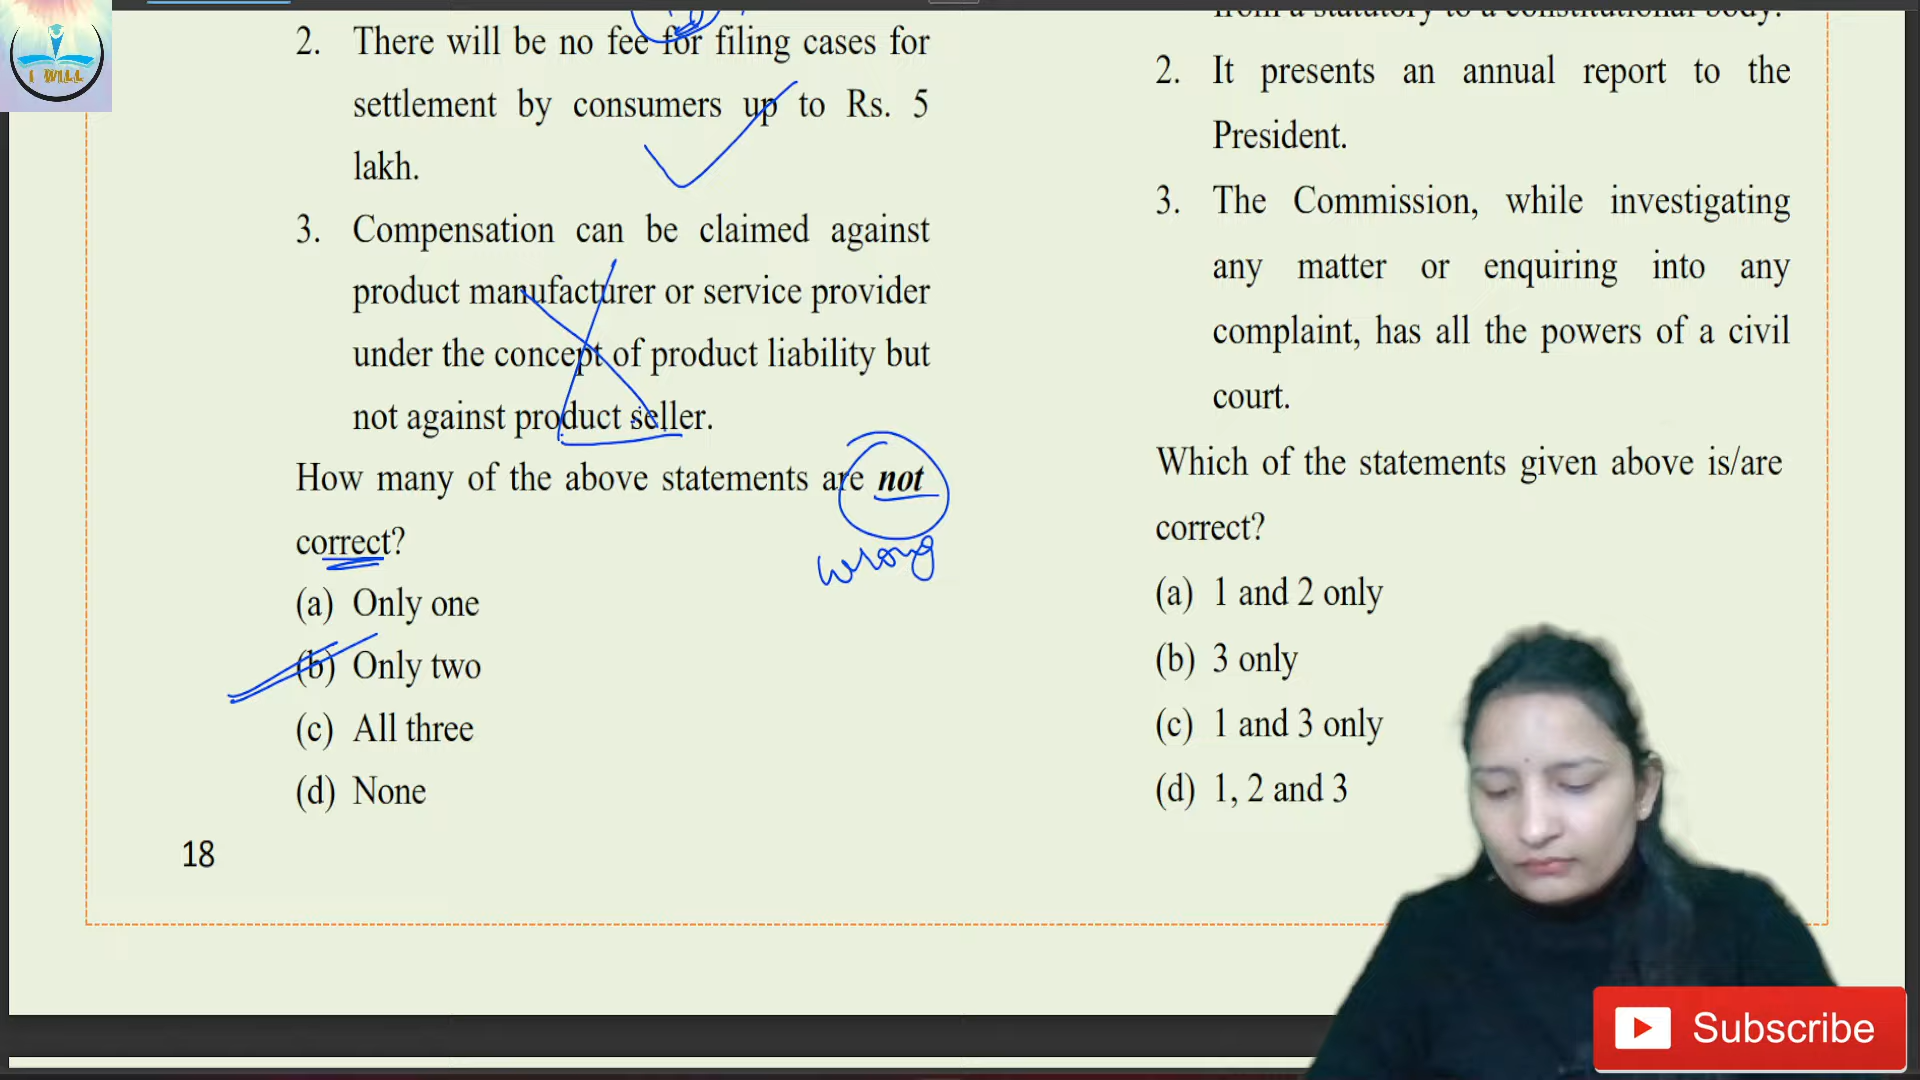 I WILL
2. There will be no fee for filing cases for
settlement by consumers up to Rs. 5
lakh.
3. Compensation can be claimed against
product manufacturer or service provider
under the concept of product liability but
not against product seller.
How many of the above statements are not
correct?
wrong
(a) Only one
(b) Only two
(c) All three
(d) None
18
from a statutory to a constitutional body.
2. It presents an annual report to the
President.
3. The Commission, while investigating
any matter or enquiring into any
complaint, has all the powers of a civil
court.
Which of the statements given above is/are
correct?
(a) 1 and 2 only
(b) 3 only
(c) 1 and 3 only
(d) 1, 2 and 3
Subscribe